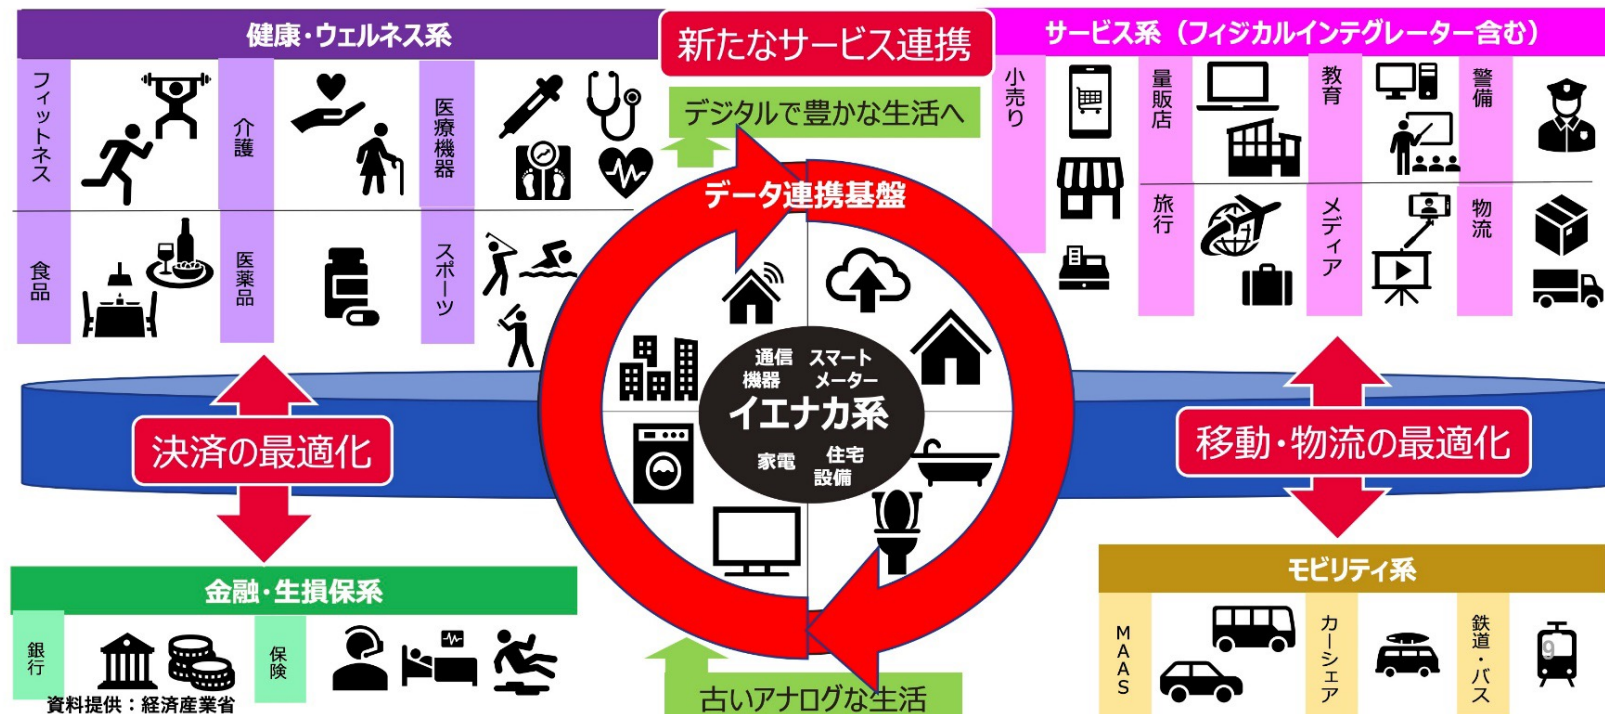 健康・ウェルネス系
新たなサービス連携
サービス系（フィジカルインテグレーター含む）
デジタルで豊かな生活へ
フィットネス
介護
医療機器
食品
医薬品
スポーツ
小売り
量販店
教育
警備
旅行
メディア
物流
データ連携基盤
通信
機器
スマート
メーター
イエナカ系
家電
住宅
設備
決済の最適化
移動・物流の最適化
金融・生損保系
銀行
保険
資料提供：経済産業省
古いアナログな生活
モビリティ系
MAAS
カーシェア
鉄道・バス
9